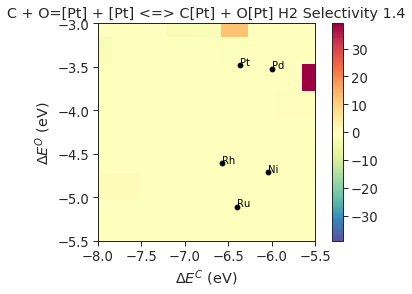 C + O=[Pt] + [Pt] <=> C[Pt] + O[Pt] H2 Selectivity 1.4
−3.0
−3.5
−4.0
−4.5
−5.0
−5.5
ΔE^O (eV)
Pt
Pd
Rh
Ni
Ru
−8.0 −7.5 −7.0 −6.5 −6.0 −5.5
ΔE^C (eV)
30
20
10
0
−10
−20
−30